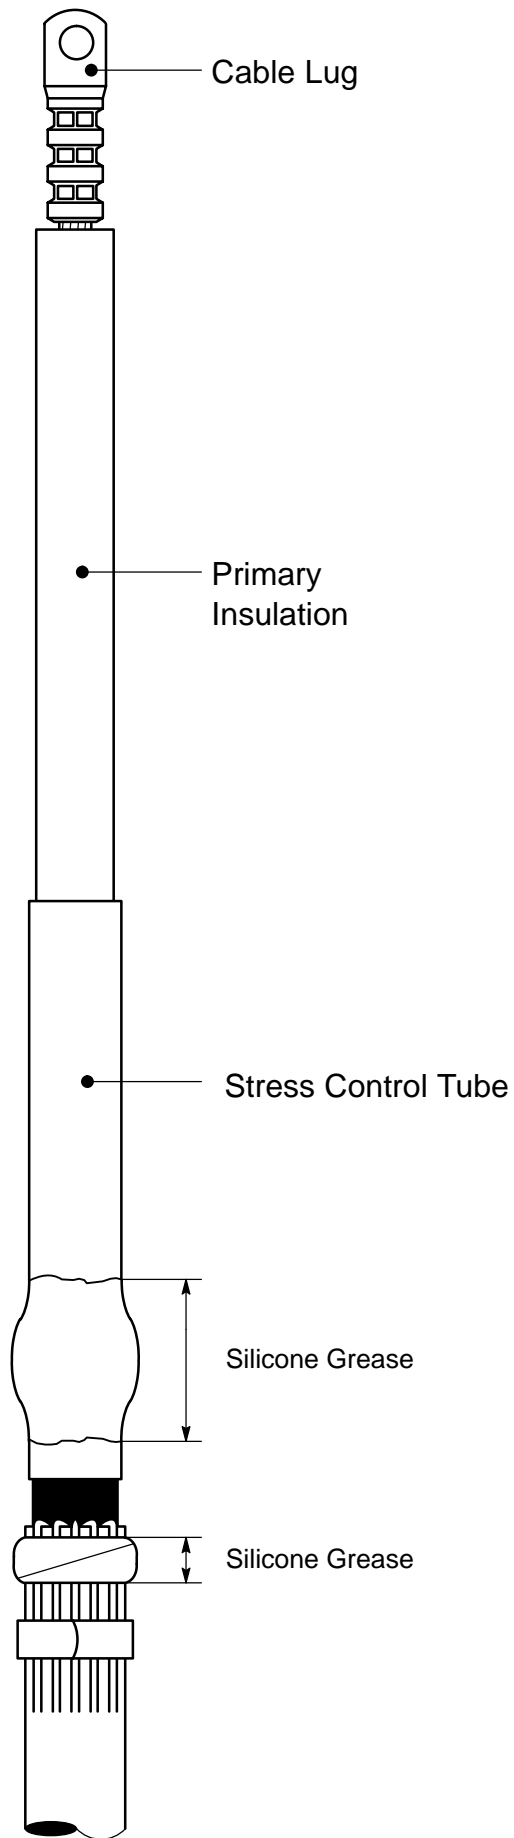 Cable Lug
Primary
Insulation
Stress Control Tube
Silicone Grease
Silicone Grease